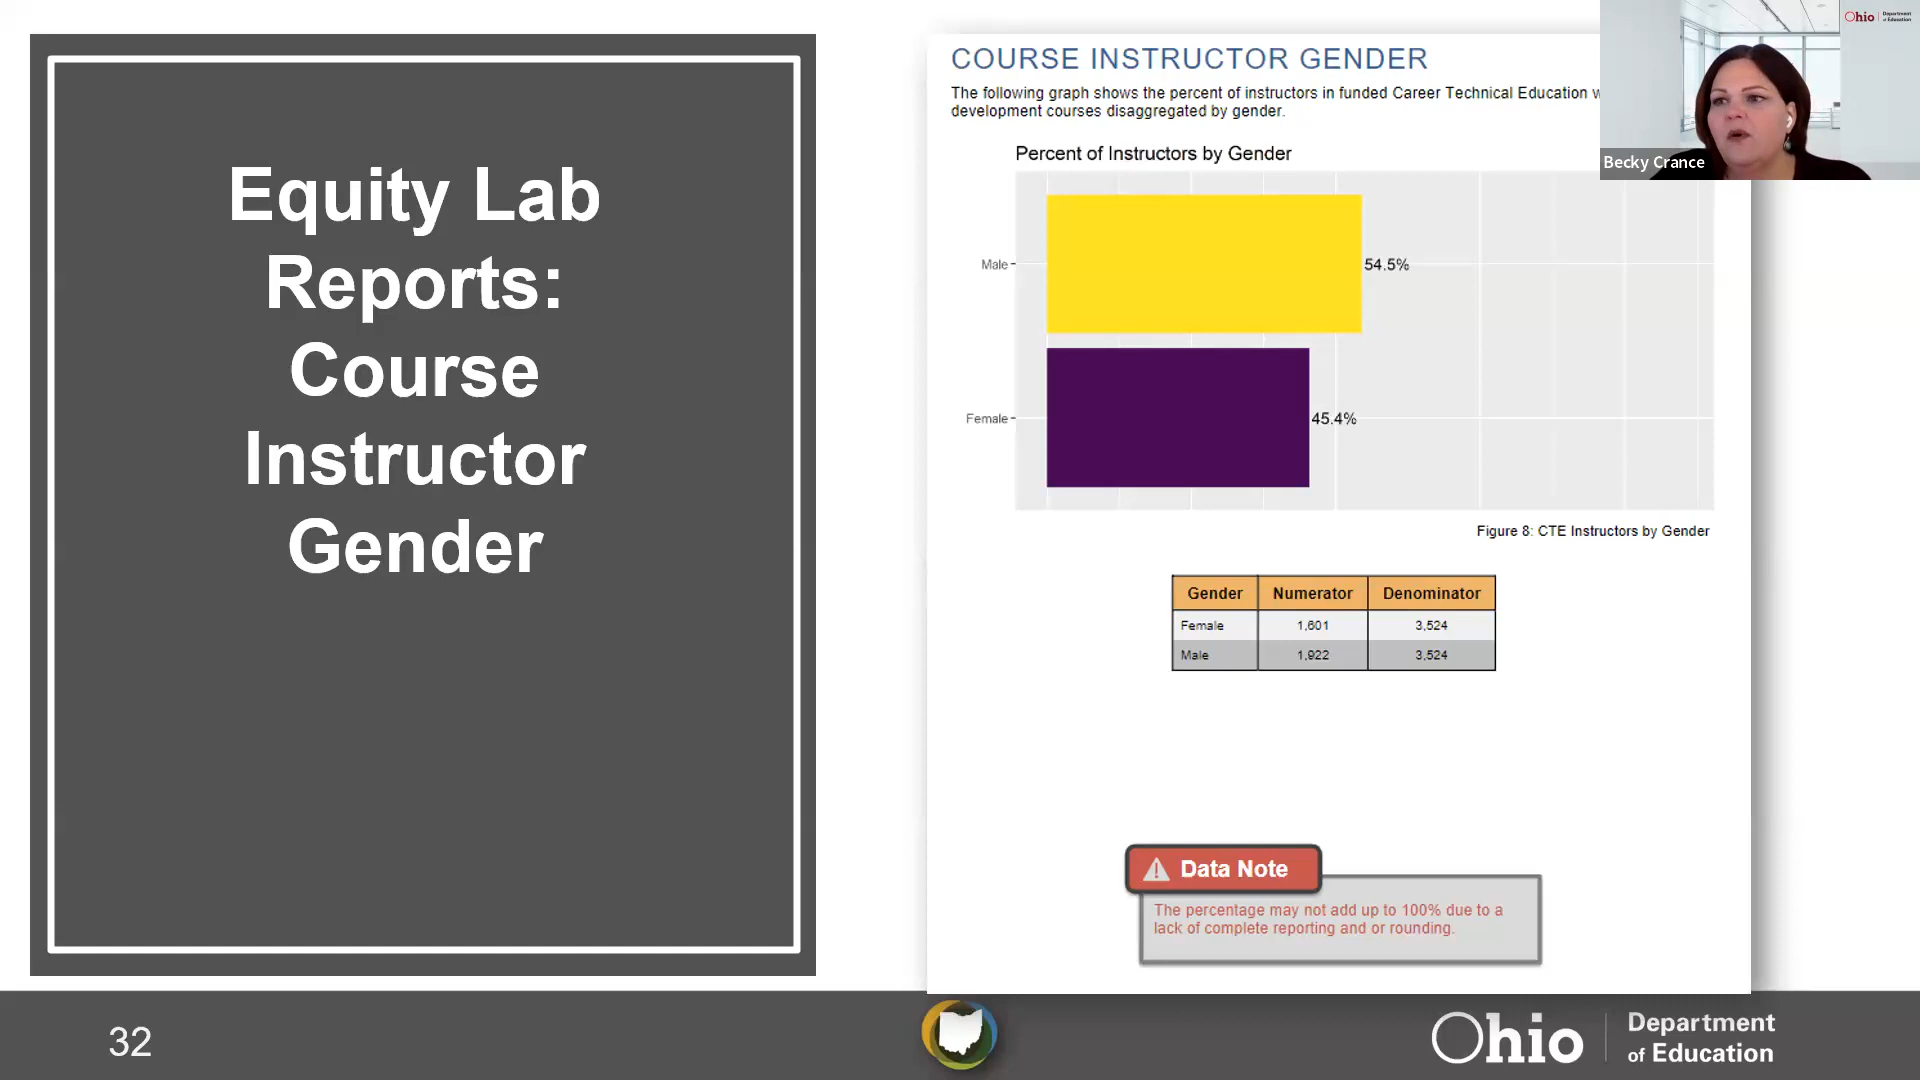 Equity Lab
Reports:
Course
Instructor
Gender
COURSE INSTRUCTOR GENDER
The following graph shows the percent of instructors in funded Career Technical Education w
development courses disaggregated by gender.
Percent of Instructors by Gender
Male
54.5%
Female
45.4%
Figure 8: CTE Instructors by Gender
Gender Numerator Denominator
Female 1,601 3,524
Male 1,922 3,524
Data Note
The percentage may not add up to 100% due to a
lack of complete reporting and or rounding.
Ohio Department
of Education
Becky Crance
32
Ohio Department
of Education